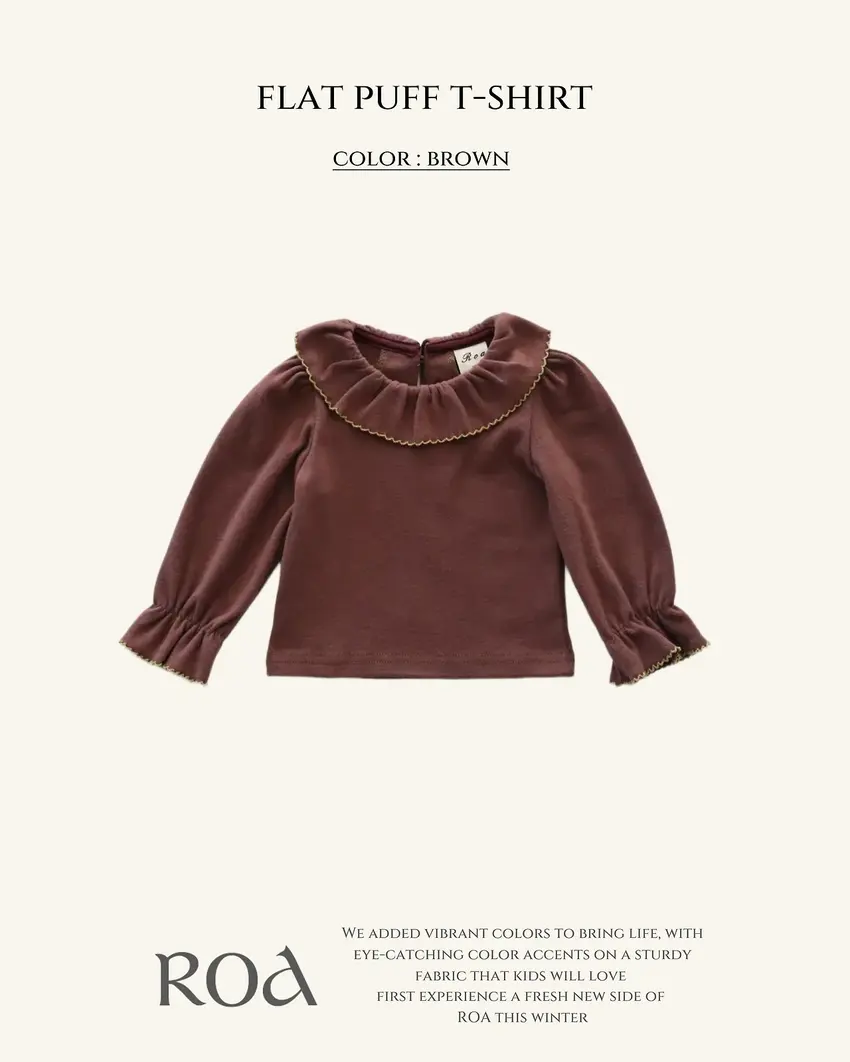 FLAT PUFF T-SHIRT
COLOR : BROWN
Roa
ROA
WE ADDED VIBRANT COLORS TO BRING LIFE, WITH
EYE-CATCHING COLOR ACCENTS ON A STURDY
FABRIC THAT KIDS WILL LOVE
FIRST EXPERIENCE A FRESH NEW SIDE OF
ROA THIS WINTER